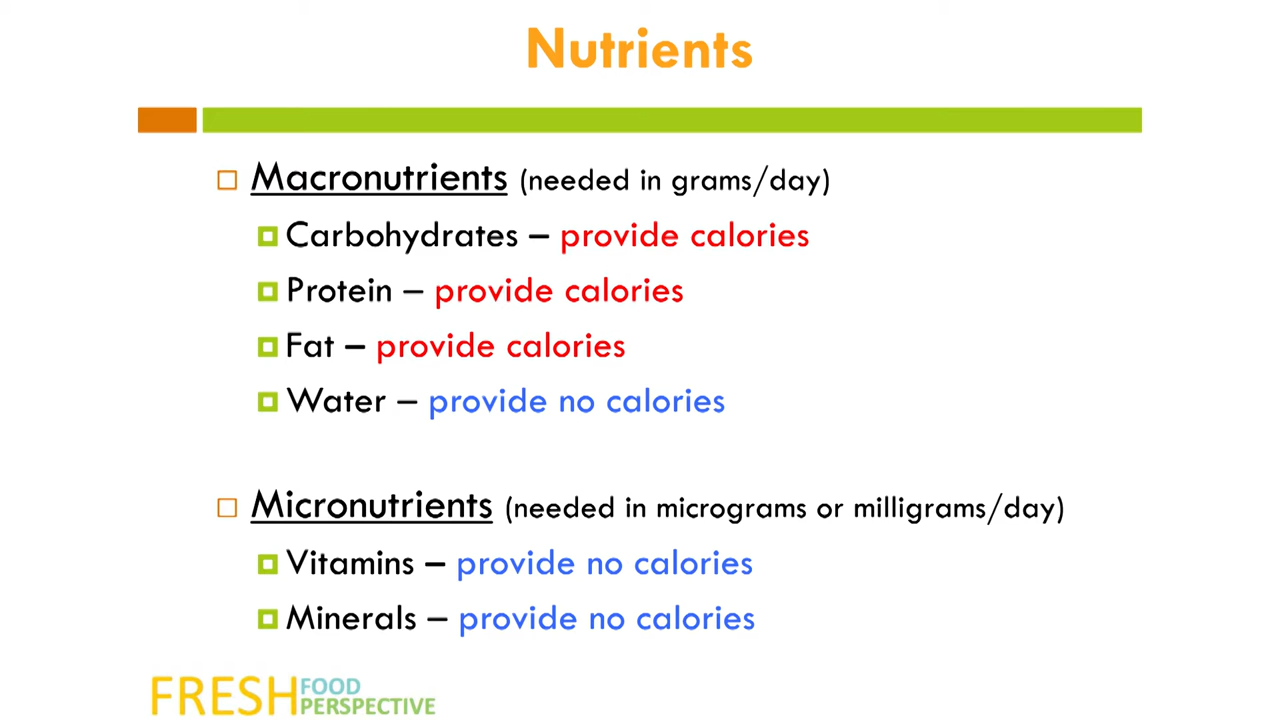 Nutrients
Macronutrients (needed in grams/day)
Carbohydrates – provide calories
Protein – provide calories
Fat – provide calories
Water – provide no calories
Micronutrients (needed in micrograms or milligrams/day)
Vitamins – provide no calories
Minerals – provide no calories
FRESH FOOD
PERSPECTIVE